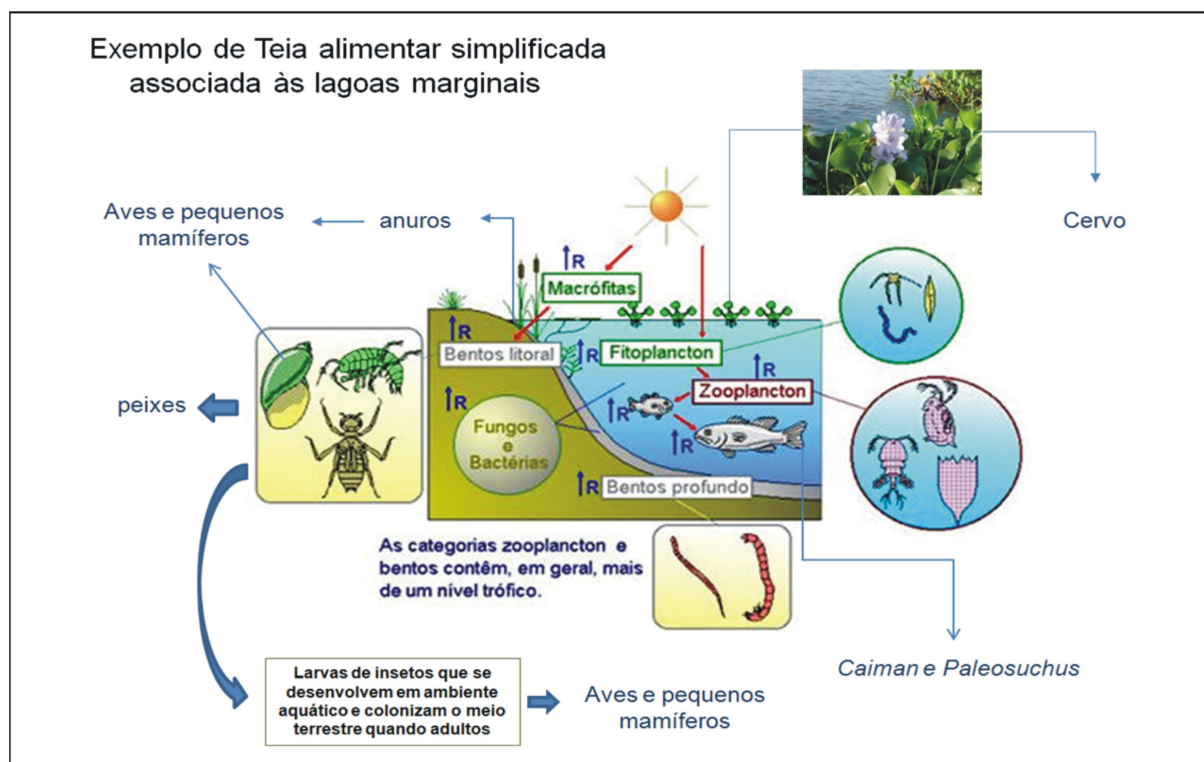 Exemplo de Teia alimentar simplificada
associada às lagoas marginais
Aves e pequenos
mamíferos
anuros
Cervo
R
Macrófitas
R
Bentos litoral
R
Fitoplancton
R
Zooplancton
peixes
R
R
R
Fungos
e
Bactérias
R
Bentos profundo
As categorias zooplancton e
bentos contêm, em geral, mais
de um nível trófico.
Larvas de insetos que se
desenvolvem em ambiente
aquático e colonizam o meio
terrestre quando adultos
Aves e pequenos
mamíferos
Caiman e Paleosuchus